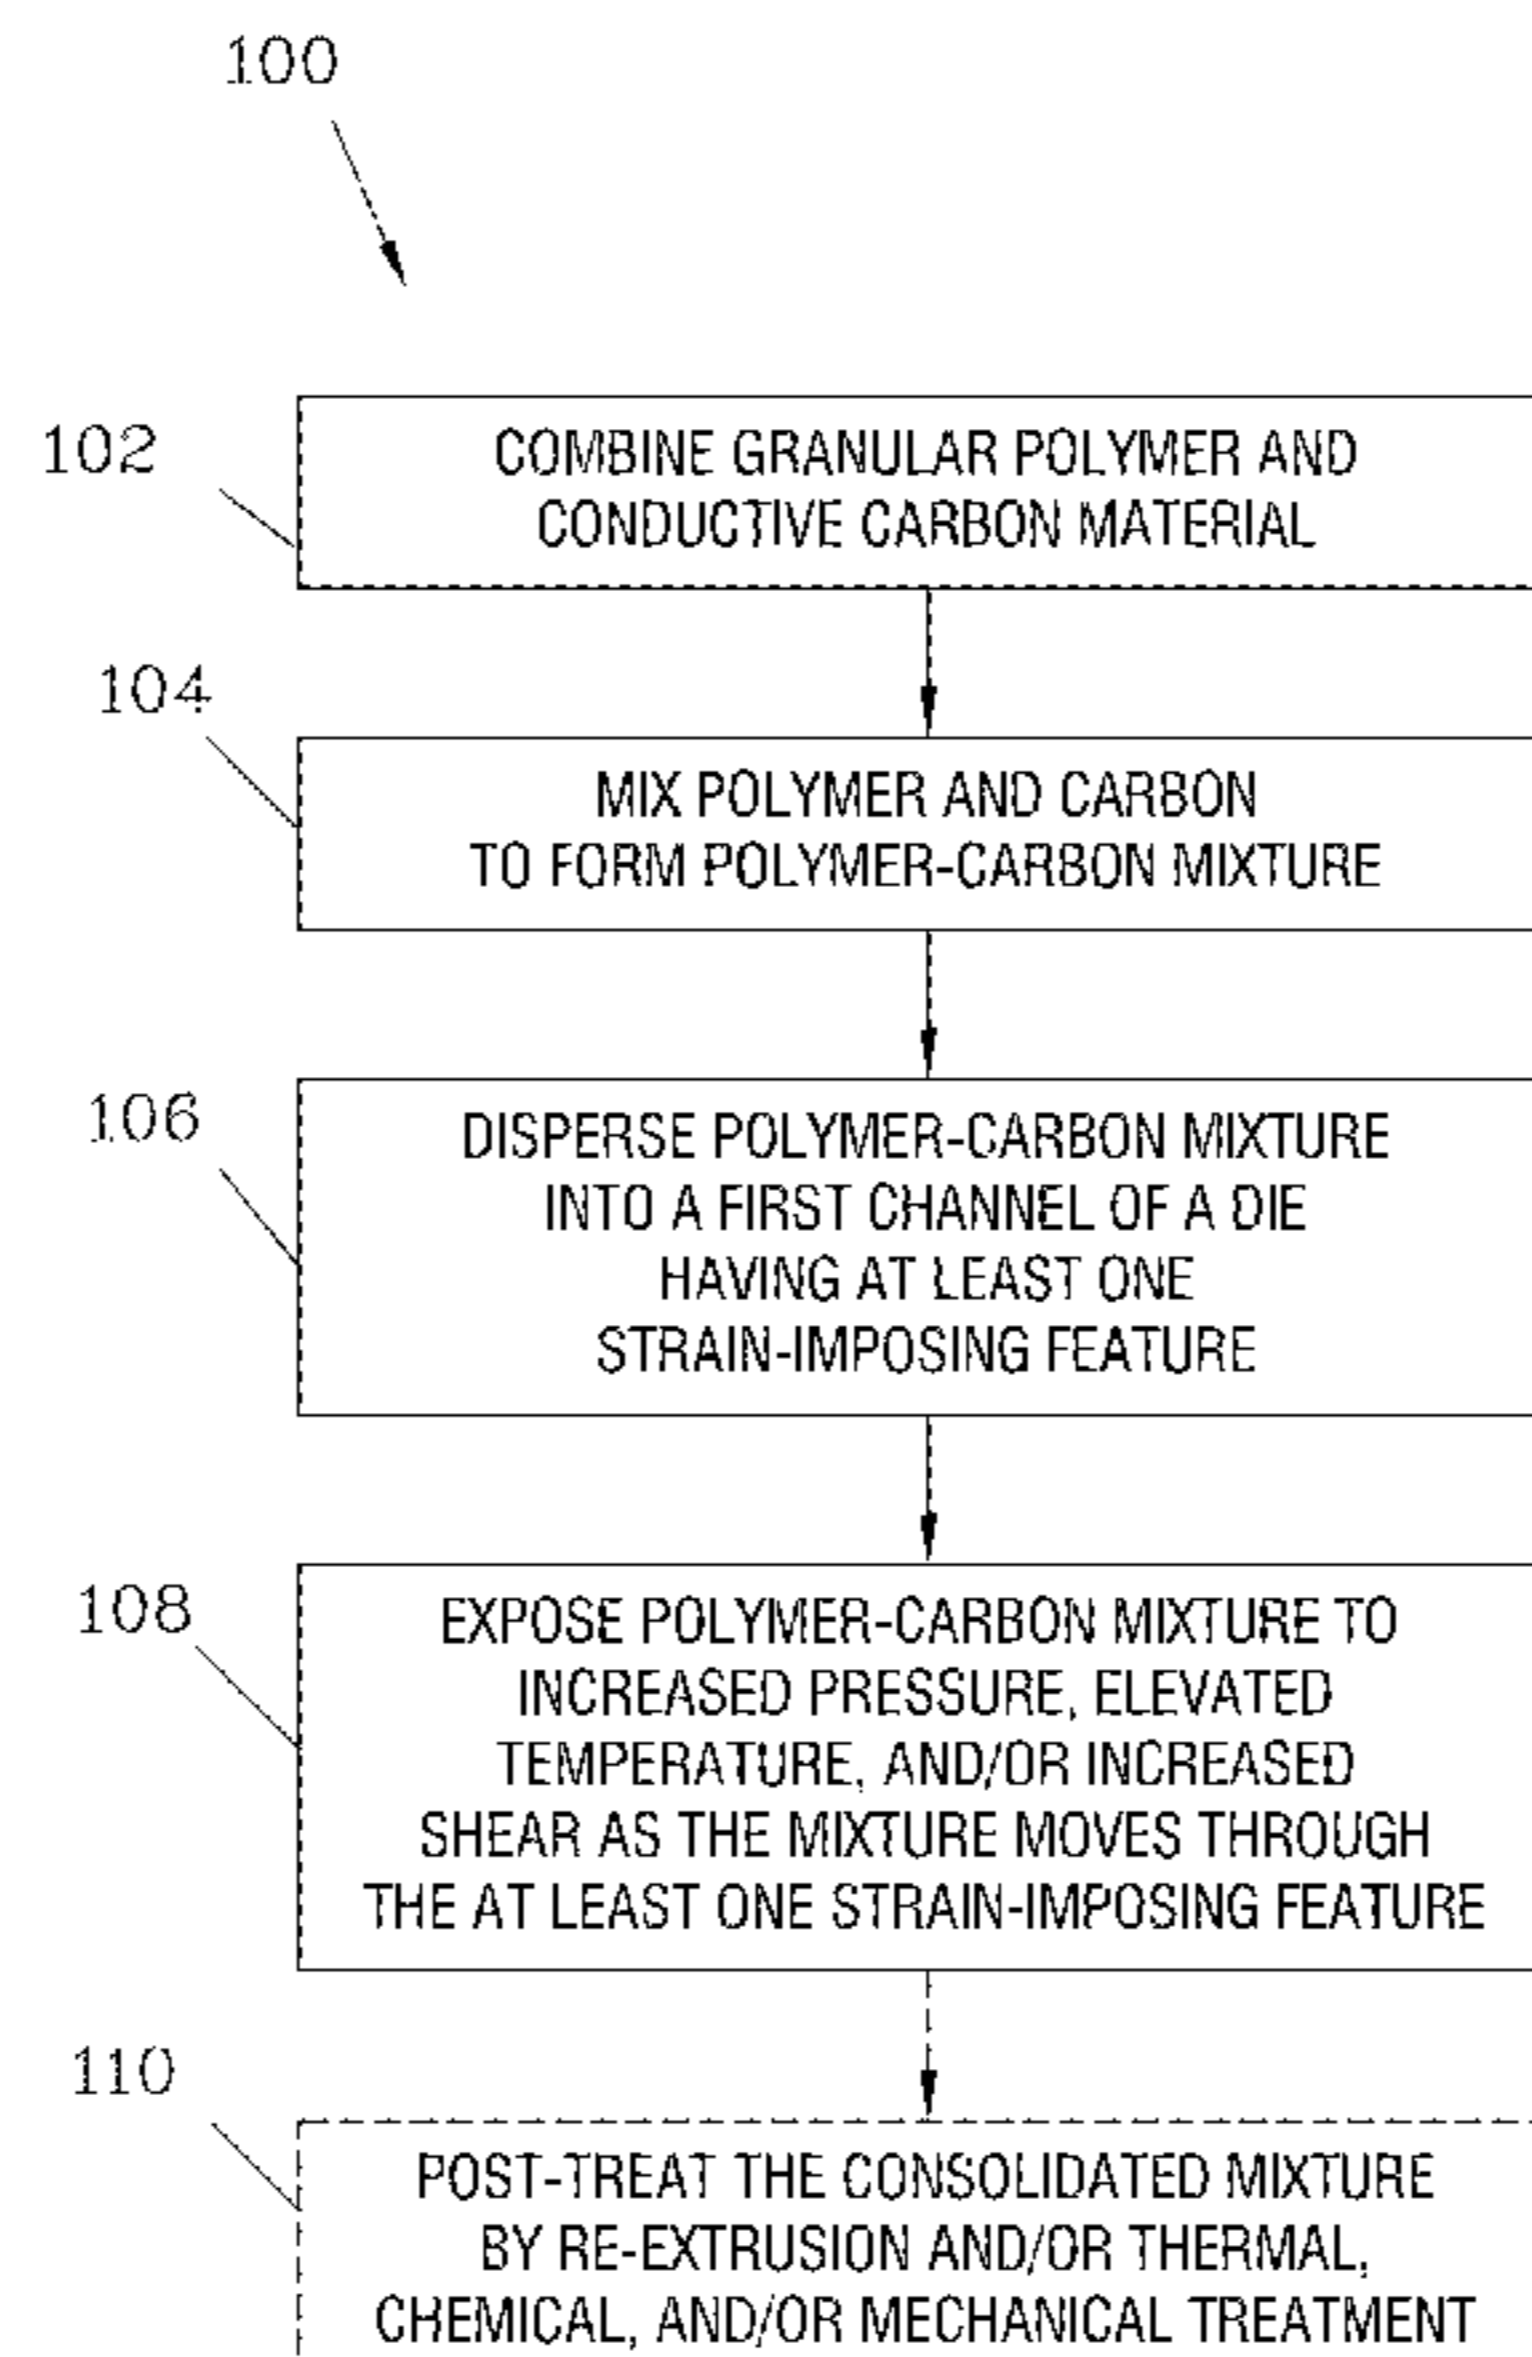 100
102
COMBINE GRANULAR POLYMER AND
CONDUCTIVE CARBON MATERIAL
104
MIX POLYMER AND CARBON
TO FORM POLYMER-CARBON MIXTURE
106
DISPERSE POLYMER-CARBON MIXTURE
INTO A FIRST CHANNEL OF A DIE
HAVING AT LEAST ONE
STRAIN-IMPOSING FEATURE
108
EXPOSE POLYMER-CARBON MIXTURE TO
INCREASED PRESSURE, ELEVATED
TEMPERATURE, AND/OR INCREASED
SHEAR AS THE MIXTURE MOVES THROUGH
THE AT LEAST ONE STRAIN-IMPOSING FEATURE
110
POST-TREAT THE CONSOLIDATED MIXTURE
BY RE-EXTRUSION AND/OR THERMAL,
CHEMICAL, AND/OR MECHANICAL TREATMENT